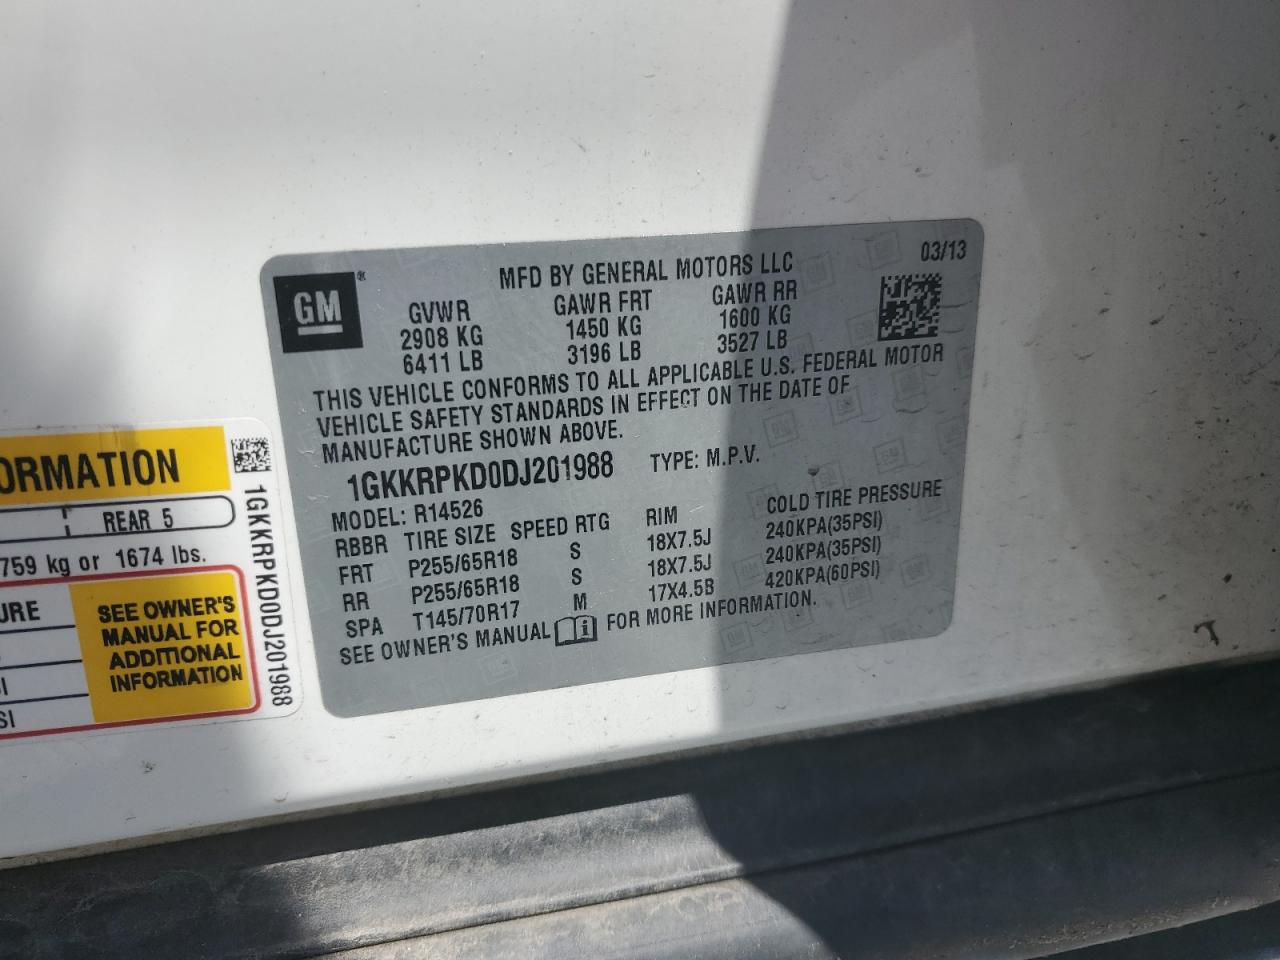 GM
®
MFD BY GENERAL MOTORS LLC
03/13
GVWR GAWR FRT GAWR RR
2908 KG 1450 KG 1600 KG
6411 LB 3196 LB 3527 LB
THIS VEHICLE CONFORMS TO ALL APPLICABLE U.S. FEDERAL MOTOR
VEHICLE SAFETY STANDARDS IN EFFECT ON THE DATE OF
MANUFACTURE SHOWN ABOVE.
1GKKRPKD0DJ201988 TYPE: M.P.V.
MODEL: R14526
RBBR TIRE SIZE SPEED RTG RIM COLD TIRE PRESSURE
FRT P255/65R18 S 18X7.5J 240KPA(35PSI)
RR P255/65R18 S 18X7.5J 240KPA(35PSI)
SPA T145/70R17 M 17X4.5B 420KPA(60PSI)
SEE OWNER'S MANUAL FOR MORE INFORMATION.
ORMATION
REAR 5
759 kg or 1674 lbs.
URE
SEE OWNER'S
MANUAL FOR
ADDITIONAL
INFORMATION
SI
1GKKRPKD0DJ201988